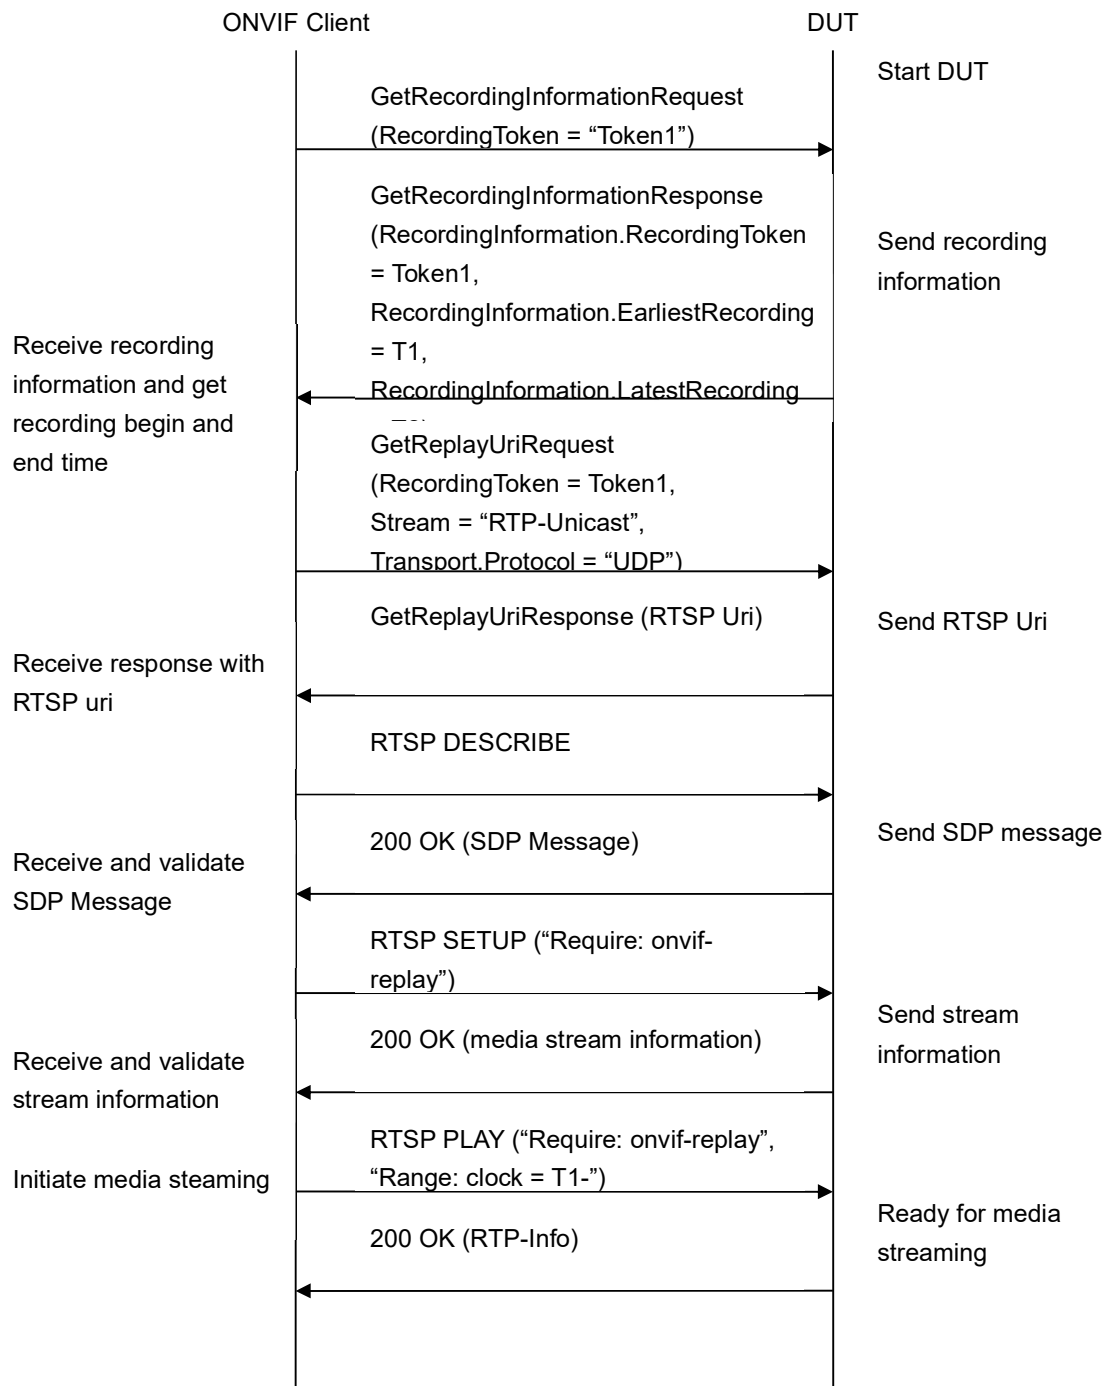 ONVIF Client
DUT
Start DUT
GetRecordingInformationRequest
(RecordingToken = “Token1”)
GetRecordingInformationResponse
(RecordingInformation.RecordingToken
= Token1,
RecordingInformation.EarliestRecording
= T1,
RecordingInformation.LatestRecording
Send recording
information
Receive recording
information and get
recording begin and
end time
GetReplayUriRequest
(RecordingToken = Token1,
Stream = “RTP-Unicast”,
Transport.Protocol = “UDP”)
GetReplayUriResponse (RTSP Uri)
Send RTSP Uri
Receive response with
RTSP uri
RTSP DESCRIBE
200 OK (SDP Message)
Send SDP message
Receive and validate
SDP Message
RTSP SETUP (“Require: onvif-
replay”)
200 OK (media stream information)
Send stream
information
Receive and validate
stream information
RTSP PLAY (“Require: onvif-replay”,
“Range: clock = T1-”)
Initiate media steaming
200 OK (RTP-Info)
Ready for media
streaming